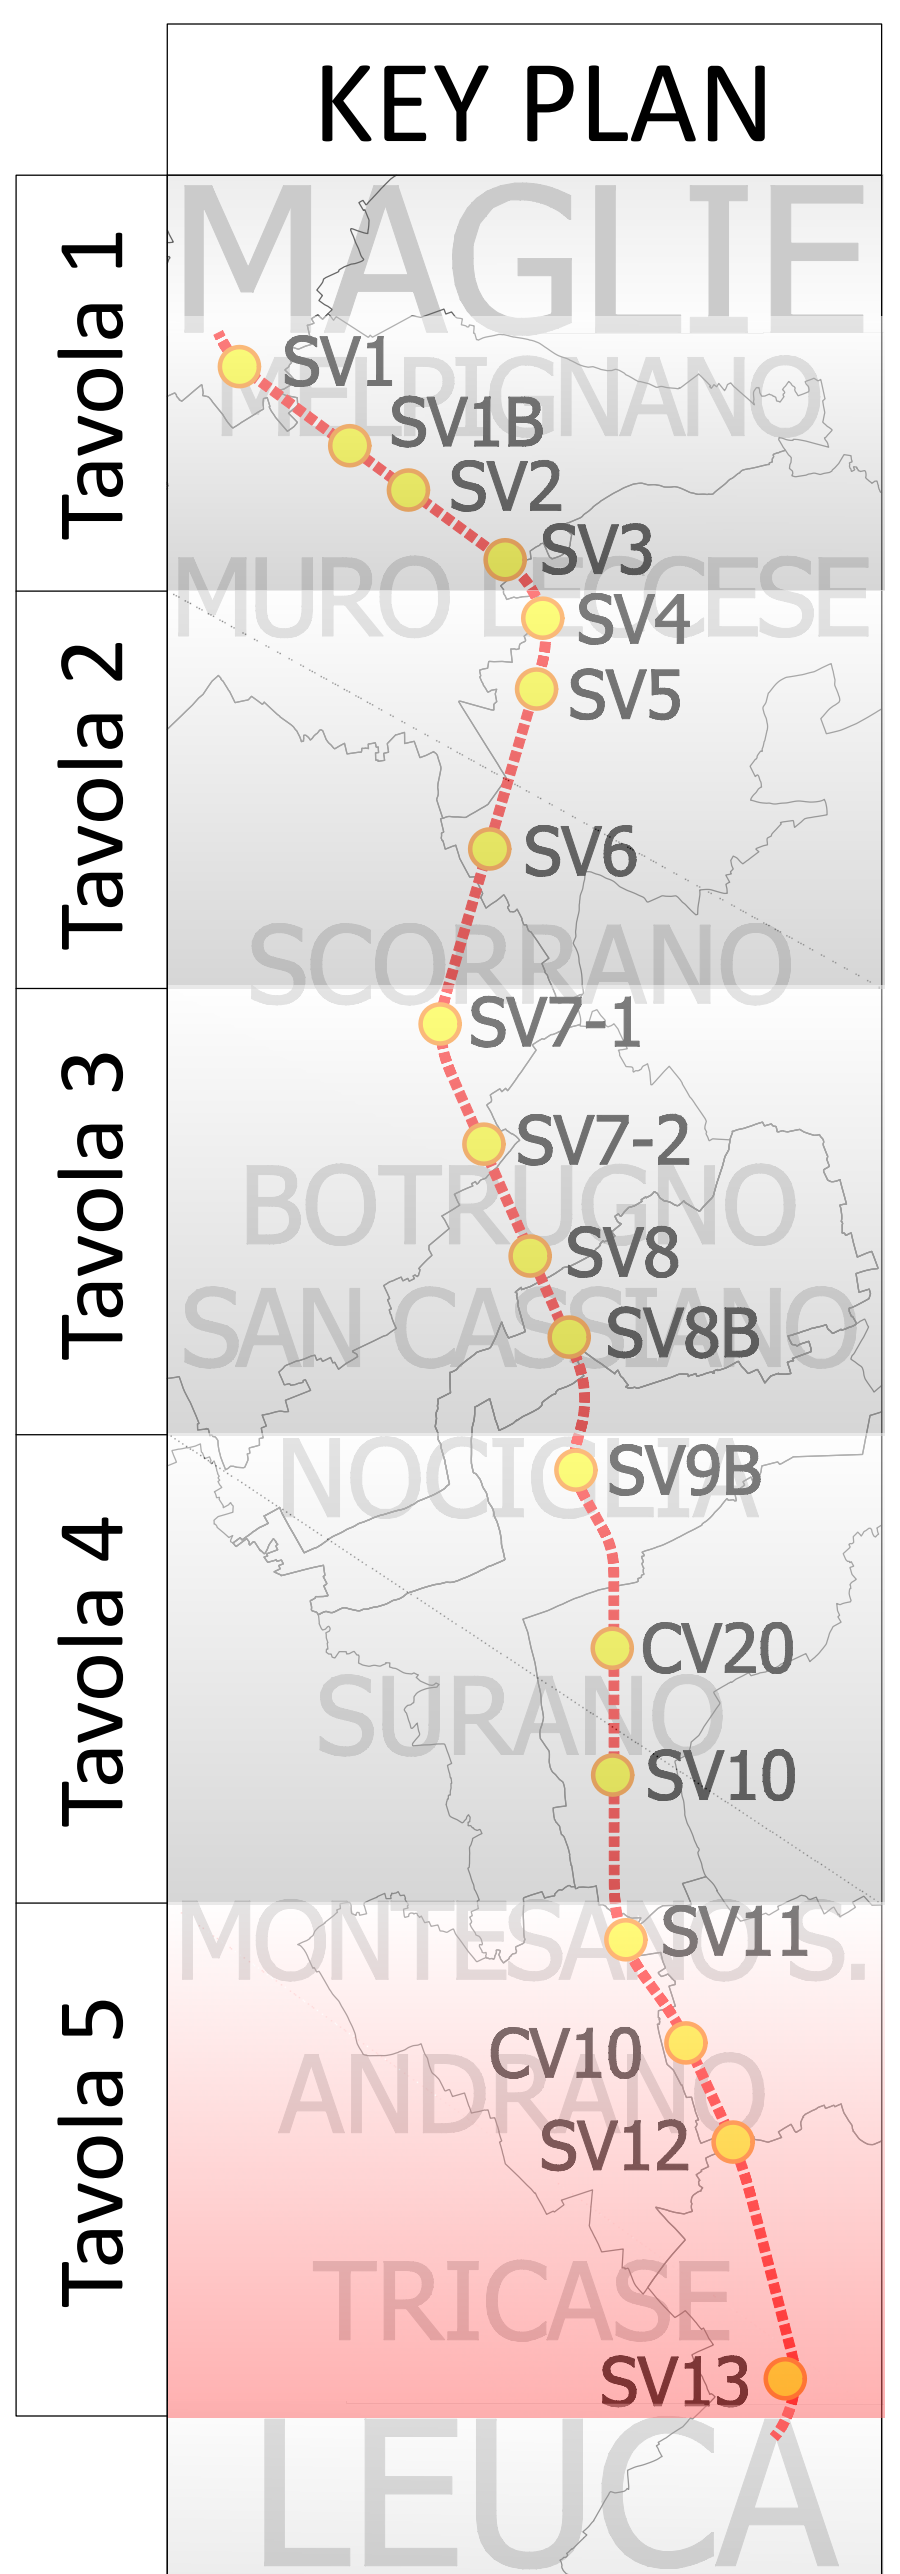 KEY PLAN
Tavola 1
MAGLIE
SV1
MELPIGNANO
SV1B
SV2
SV3
MURO LECCESE
Tavola 2
SV4
SV5
SV6
SCORRANO
Tavola 3
SV7-1
SV7-2
BOTRUGNO
SV8
SAN CASSIANO
SV8B
Tavola 4
NOCIGLIA
SV9B
CV20
SURANO
SV10
Tavola 5
MONTESANO S.
SV11
CV10
ANDRANO
SV12
TRICASE
SV13
LEUCA